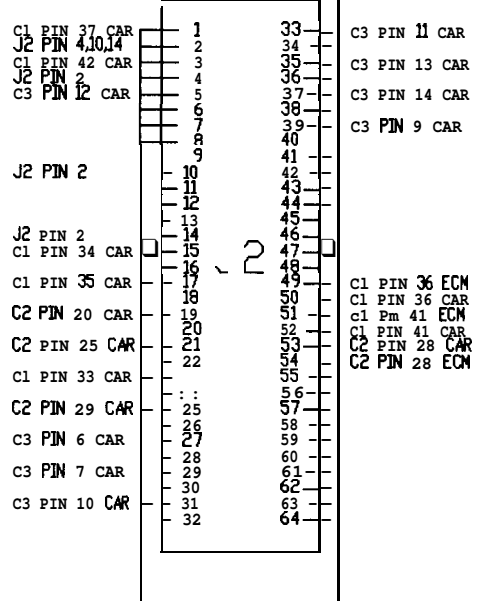 C1 PIN 37 CAR 1 33 C3 PIN 11 CAR
J2 PIN 4,10,14 2 34
C1 PIN 42 CAR 3 35 C3 PIN 13 CAR
J2 PIN 2 4 36
C3 PIN 12 CAR 5 37 C3 PIN 14 CAR
6 38
7 39 C3 PIN 9 CAR
8 40
9 41
J2 PIN 2 10 42
11 43
12 44
13 45
J2 PIN 2 14 46
C1 PIN 34 CAR 15 2 47
16 48
C1 PIN 35 CAR 17 49 C1 PIN 36 ECM
18 50 C1 PIN 36 CAR
C2 PIN 20 CAR 19 51 c1 Pm 41 ECM
20 52 C1 PIN 41 CAR
C2 PIN 25 CAR 21 53 C2 PIN 28 CAR
22 54 C2 PIN 28 ECM
C1 PIN 33 CAR 55
: : 56
C2 PIN 29 CAR 25 57
26 58
C3 PIN 6 CAR 27 59
28 60
C3 PIN 7 CAR 29 61
30 62
C3 PIN 10 CAR 31 63
32 64